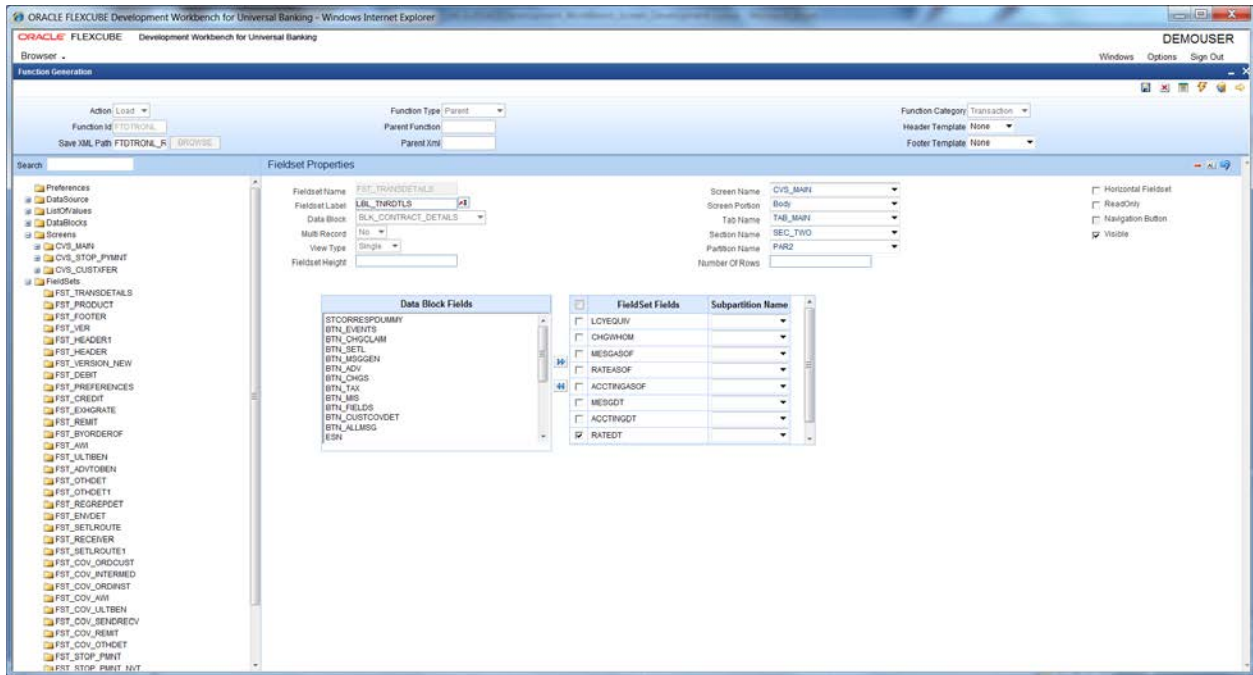 ORACLE FLEXCUBE Development Workbench for Universal Banking - Windows Internet Explorer
ORACLE FLEXCUBE Development Workbench for Universal Banking
DEMOUSER
Browser
Windows Options Sign Out
Function Generation
Action Load
Function Type Parent
Function Category Transaction
Function Id FTDTRONL
Parent Function
Header Template None
Save XML Path FTDTRONL_R BROWSE
Parent Xml
Footer Template None
Search
Preferences
DataSource
ListOfValues
DataBlocks
Screens
CVS_MAIN
CVS_STOP_PYMNT
CVS_CUSTXFER
FieldSets
FST_TRANSDETAILS
FST_PRODUCT
FST_FOOTER
FST_VER
FST_HEADER1
FST_HEADER
FST_VERSION_NEW
FST_DEBIT
FST_PREFERENCES
FST_CREDIT
FST_EXHGRATE
FST_REMIT
FST_BYORDEROF
FST_AWI
FST_ULTIBEN
FST_ADVTOBEN
FST_OTHDET
FST_OTHDET1
FST_REGREPDET
FST_ENVDET
FST_SETLROUTE
FST_RECEIVER
FST_SETLROUTE1
FST_COV_ORDCUST
FST_COV_INTERMED
FST_COV_ORDINST
FST_COV_AWI
FST_COV_ULTBEN
FST_COV_SENDRECV
FST_COV_REMIT
FST_COV_OTHDET
FST_STOP_PMNT
FST_STOP_PMNT_NVT
Fieldset Properties
Fieldset Name FST_TRANSDETAILS
Screen Name CVS_MAIN
Horizontal Fieldset
Fieldset Label LBL_TNRDTLS
Screen Portion Body
ReadOnly
Data Block BLK_CONTRACT_DETAILS
Tab Name TAB_MAIN
Navigation Button
Multi Record No
Section Name SEC_TWO
Visible
View Type Single
Partition Name PAR2
Fieldset Height
Number Of Rows
Data Block Fields
STCORRESPDUMMY
BTN_EVENTS
BTN_CHGCLAIM
BTN_SETL
BTN_MSGGEN
BTN_ADV
BTN_CHGS
BTN_TAX
BTN_MIS
BTN_FIELDS
BTN_CUSTCOVDET
BTN_ALLMSG
ESN
FieldSet Fields Subpartition Name
LCYEQUIV
CHGWHOM
MESGASOF
RATEASOF
ACCTINGASOF
MESGDT
ACCTINGDT
RATEDT